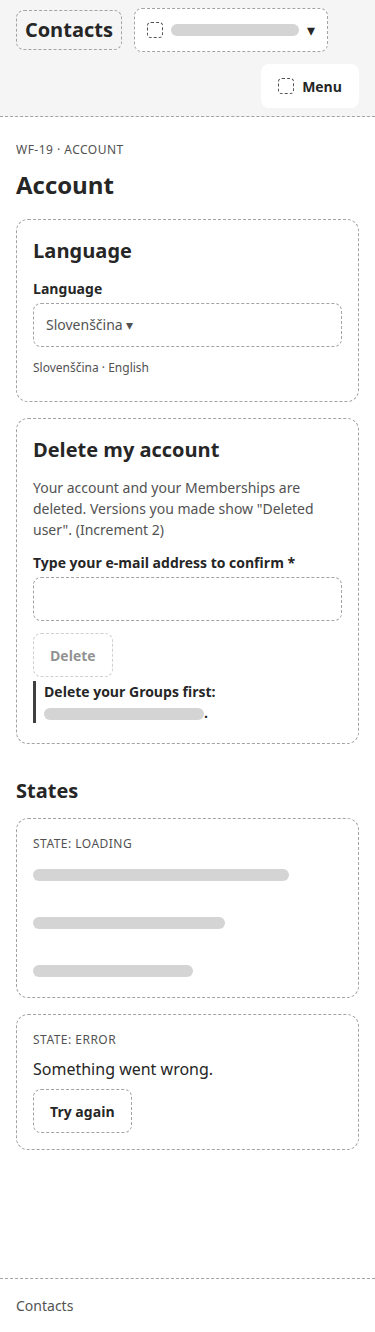 Contacts ▾
Menu
WF-19 · ACCOUNT
Account
Language
Language
Slovenščina ▾
Slovenščina · English
Delete my account
Your account and your Memberships are
deleted. Versions you made show "Deleted
user". (Increment 2)
Type your e-mail address to confirm *
Delete
Delete your Groups first:
.
States
STATE: LOADING
STATE: ERROR
Something went wrong.
Try again
Contacts